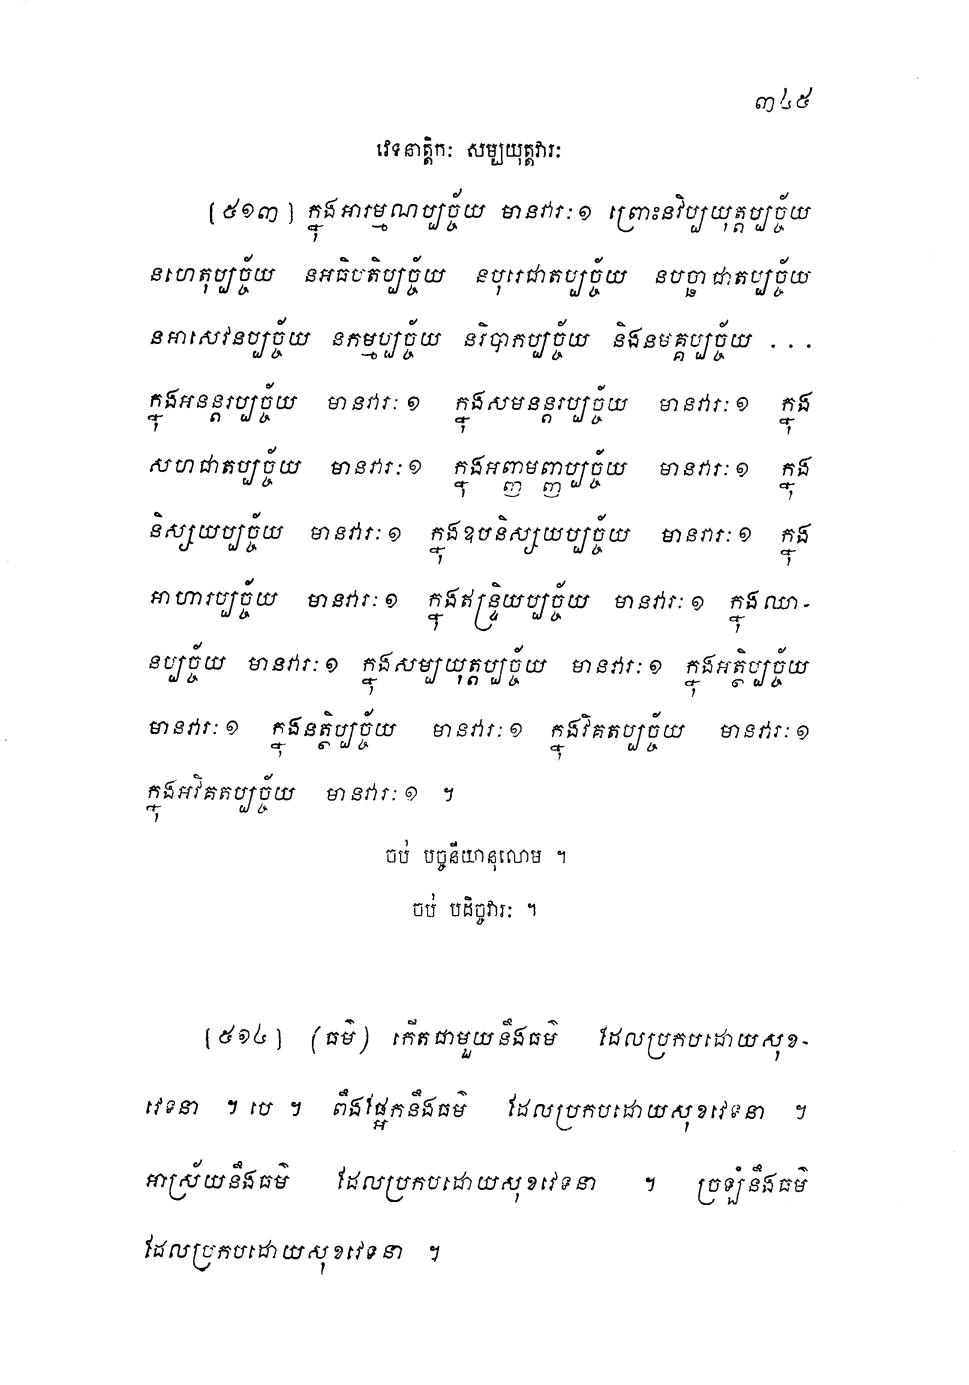 ៣៤៥
វេទនាត្តិកៈ សម្បយុត្តវារៈ
[៥១៣] ក្នុងអារម្មណប្បច្ច័យ មានវារៈ១ ព្រោះនវិប្បយុត្តប្បច្ច័យ
នហេតុប្បច្ច័យ នអធិបតិប្បច្ច័យ នបុរេជាតប្បច្ច័យ នបច្ឆាជាតប្បច្ច័យ
នអាសេវនប្បច្ច័យ នកម្មប្បច្ច័យ នវិបាកប្បច្ច័យ និងនមគ្គប្បច្ច័យ ...
ក្នុងអនន្តរប្បច្ច័យ មានវារៈ១ ក្នុងសមនន្តរប្បច្ច័យ មានវារៈ១ ក្នុង
សហជាតប្បច្ច័យ មានវារៈ១ ក្នុងអញ្ញាមញ្ញប្បច្ច័យ មានវារៈ១ ក្នុង
និស្សយប្បច្ច័យ មានវារៈ១ ក្នុងឧបនិស្សយប្បច្ច័យ មានវារៈ១ ក្នុង
អាហារប្បច្ច័យ មានវារៈ១ ក្នុងឥន្ទ្រិយប្បច្ច័យ មានវារៈ១ ក្នុងឈា-
នប្បច្ច័យ មានវារៈ១ ក្នុងសម្បយុត្តប្បច្ច័យ មានវារៈ១ ក្នុងអត្ថិប្បច្ច័យ
មានវារៈ១ ក្នុងនត្ថិប្បច្ច័យ មានវារៈ១ ក្នុងវិគតប្បច្ច័យ មានវារៈ១
ក្នុងអវិគតប្បច្ច័យ មានវារៈ១ ។
ចប់ បច្ចនីយានុលោម ។
ចប់ បដិច្ចវារៈ ។
[៥១៤] (ធម៌) កើតជាមួយនឹងធម៌ ដែលប្រកបដោយសុខ-
វេទនា ។ បេ ។ ពឹងផ្អែកនឹងធម៌ ដែលប្រកបដោយសុខវេទនា ។
អាស្រ័យនឹងធម៌ ដែលប្រកបដោយសុខវេទនា ។ ច្រឡំនឹងធម៌
ដែលប្រកបដោយសុខវេទនា ។